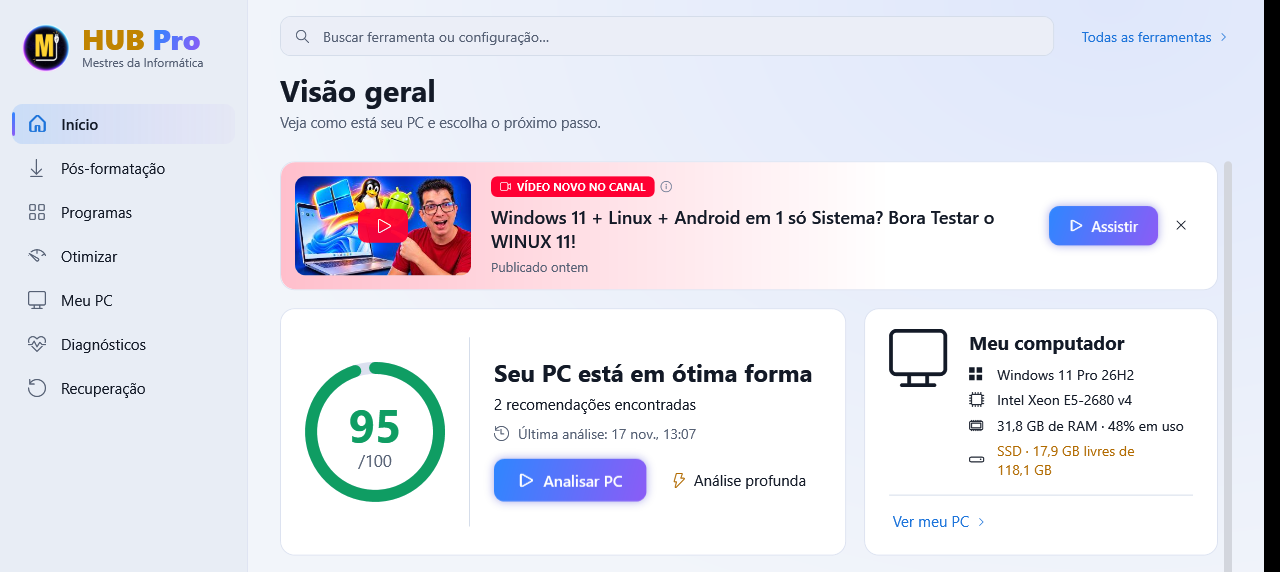 HUB Pro
Mestres da Informática
Início
Pós-formatação
Programas
Otimizar
Meu PC
Diagnósticos
Recuperação
Buscar ferramenta ou configuração...
Todas as ferramentas
Visão geral
Veja como está seu PC e escolha o próximo passo.
VÍDEO NOVO NO CANAL
Windows 11 + Linux + Android em 1 só Sistema? Bora Testar o
WINUX 11!
Publicado ontem
Assistir
95
/100
Seu PC está em ótima forma
2 recomendações encontradas
Última análise: 17 nov., 13:07
Analisar PC
Análise profunda
Meu computador
Windows 11 Pro 26H2
Intel Xeon E5-2680 v4
31,8 GB de RAM · 48% em uso
SSD · 17,9 GB livres de
118,1 GB
Ver meu PC